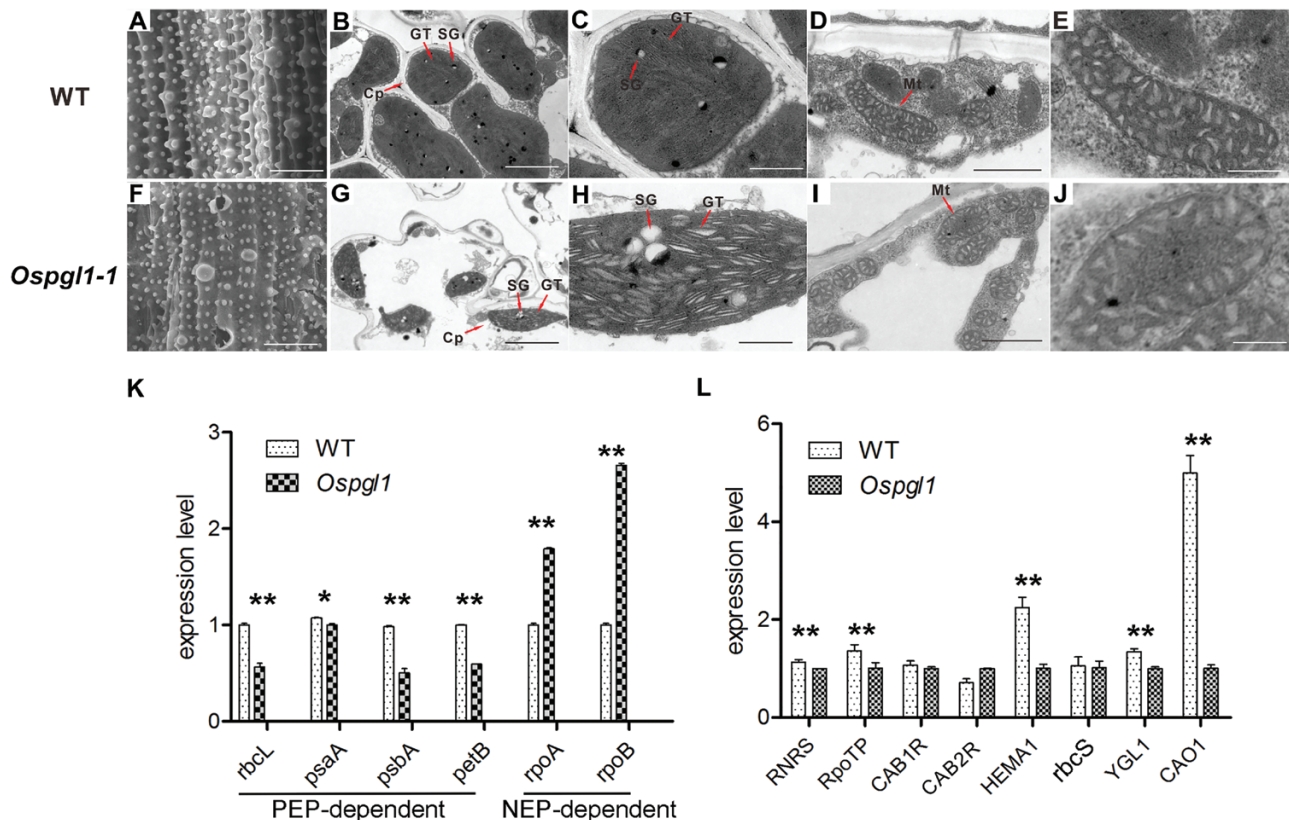 A B C D E
GT SG GT
SG
Cp Mt
WT
F G H I J
SG GT Mt
SG GT
Cp
Ospgl1-1
K L
3
2
1
0
expression level
WT
Ospgl1
** * ** ** ** **
rbcL psaA psbA petB rpoA rpoB
PEP-dependent NEP-dependent
6
4
2
0
expression level
WT
Ospgl1
** ** ** ** **
RNRS RpoTP CAB1R CAB2R HEMA1 rbcS YGL1 CAO1